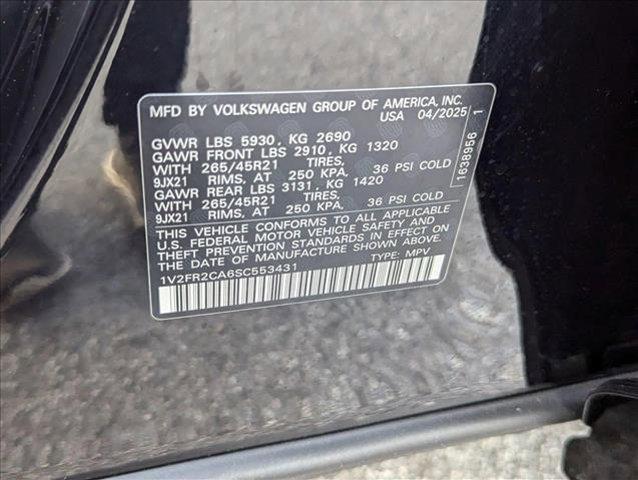 MFD BY VOLKSWAGEN GROUP OF AMERICA, INC.
USA 04/2025
GVWR LBS 5930, KG 2690
GAWR FRONT LBS 2910, KG 1320
WITH 265/45R21 TIRES,
9JX21 RIMS, AT 250 KPA, 36 PSI COLD
GAWR REAR LBS 3131, KG 1420
WITH 265/45R21 TIRES,
9JX21 RIMS, AT 250 KPA, 36 PSI COLD
THIS VEHICLE CONFORMS TO ALL APPLICABLE
U.S. FEDERAL MOTOR VEHICLE SAFETY AND
THEFT PREVENTION STANDARDS IN EFFECT ON
THE DATE OF MANUFACTURE SHOWN ABOVE.
1V2FR2CA6SC553431 TYPE: MPV
1638956 1